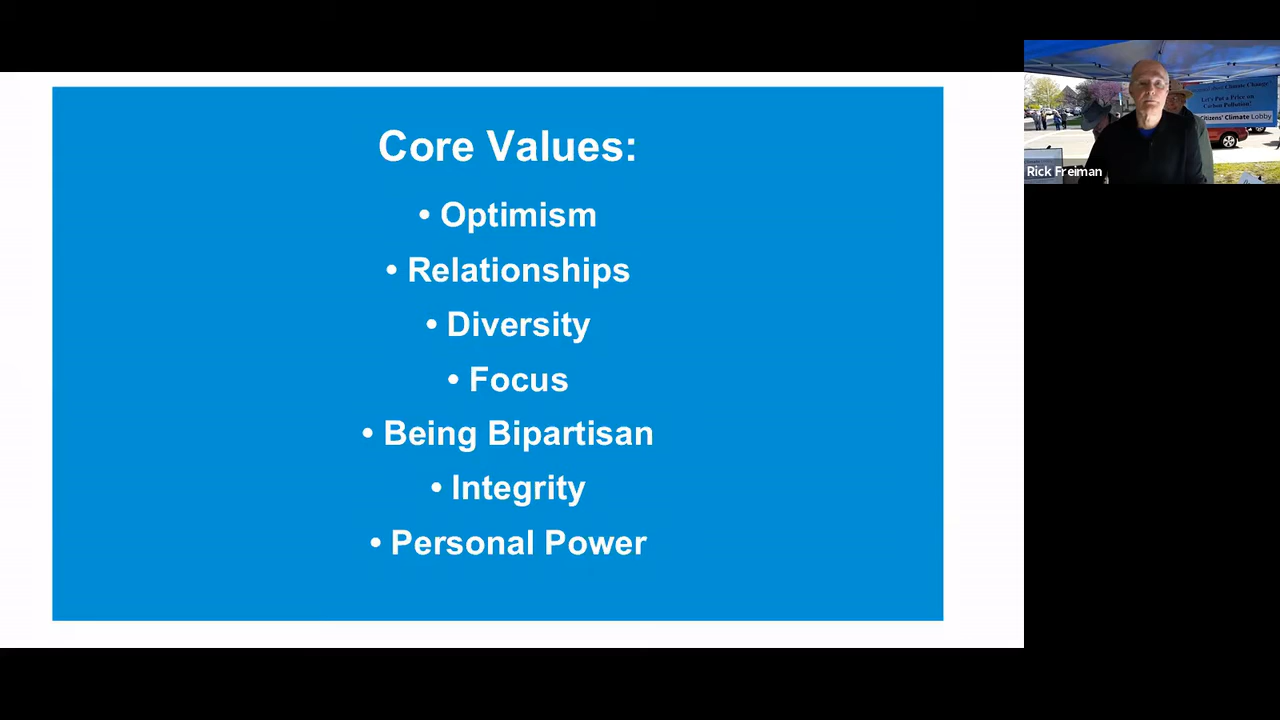 Core Values:
• Optimism
• Relationships
• Diversity
• Focus
• Being Bipartisan
• Integrity
• Personal Power
Let's Put a Price on
Carbon Pollution!
Citizens' Climate Lobby
Rick Freiman